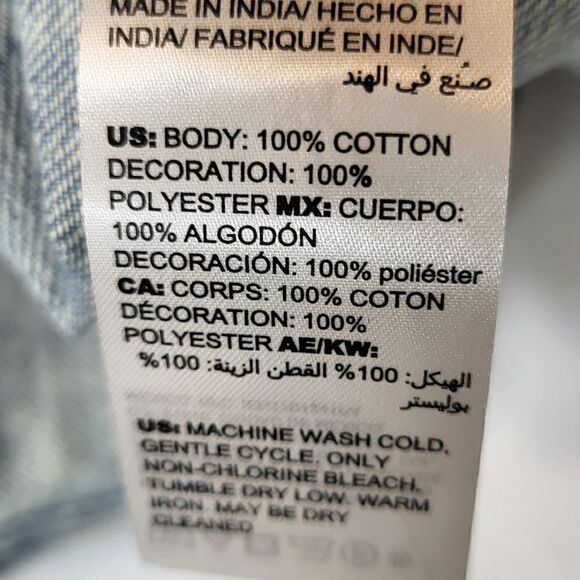 MADE IN INDIA/ HECHO EN
INDIA/ FABRIQUÉ EN INDE/
صُنع في الهند
US: BODY: 100% COTTON
DECORATION: 100%
POLYESTER MX: CUERPO:
100% ALGODÓN
DECORACIÓN: 100% poliéster
CA: CORPS: 100% COTON
DÉCORATION: 100%
POLYESTER AE/KW:
الهيكل: 100% القطن الزينة: 100%
بوليستر
US: MACHINE WASH COLD,
GENTLE CYCLE. ONLY
NON-CHLORINE BLEACH.
TUMBLE DRY LOW. WARM
IRON. MAY BE DRY
CLEANED